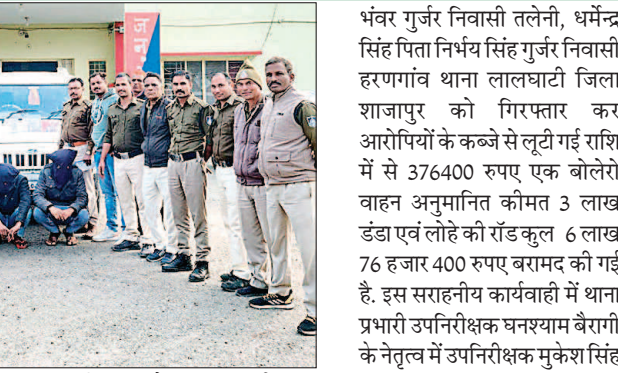 जन
भंवर गुर्जर निवासी तलेनी, धर्मेन्द्र
सिंह पिता निर्भय सिंह गुर्जर निवासी
हरणगांव थाना लालघाटी जिला
शाजापुर को गिरफ्तार कर
आरोपियों के कब्जे से लूटी गई राशि
में से 376400 रुपए एक बोलेरो
वाहन अनुमानित कीमत 3 लाख
डंडा एवं लोहे की रॉड कुल 6 लाख
76 हजार 400 रुपए बरामद की गई
है. इस सराहनीय कार्यवाही में थाना
प्रभारी उपनिरीक्षक घनश्याम बैरागी
के नेतृत्व में उपनिरीक्षक मुकेश सिंह